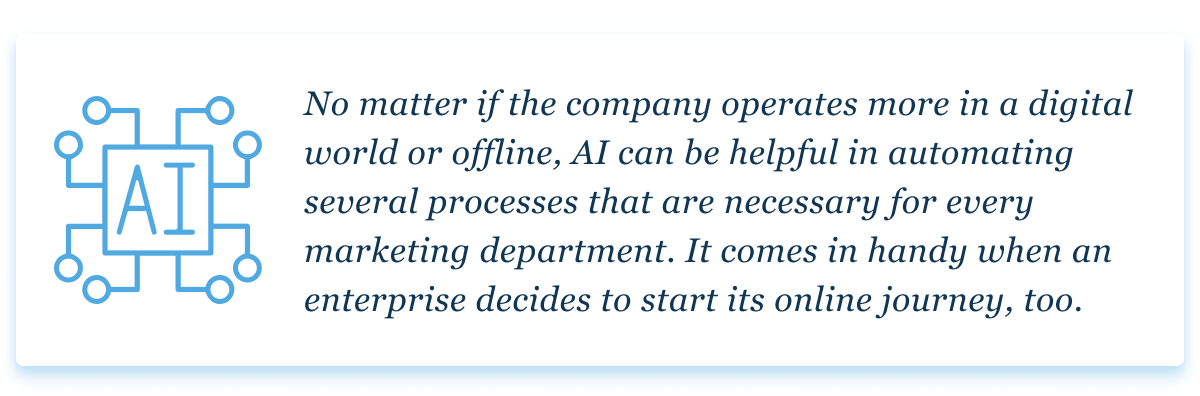 AI
No matter if the company operates more in a digital
world or offline, AI can be helpful in automating
several processes that are necessary for every
marketing department. It comes in handy when an
enterprise decides to start its online journey, too.